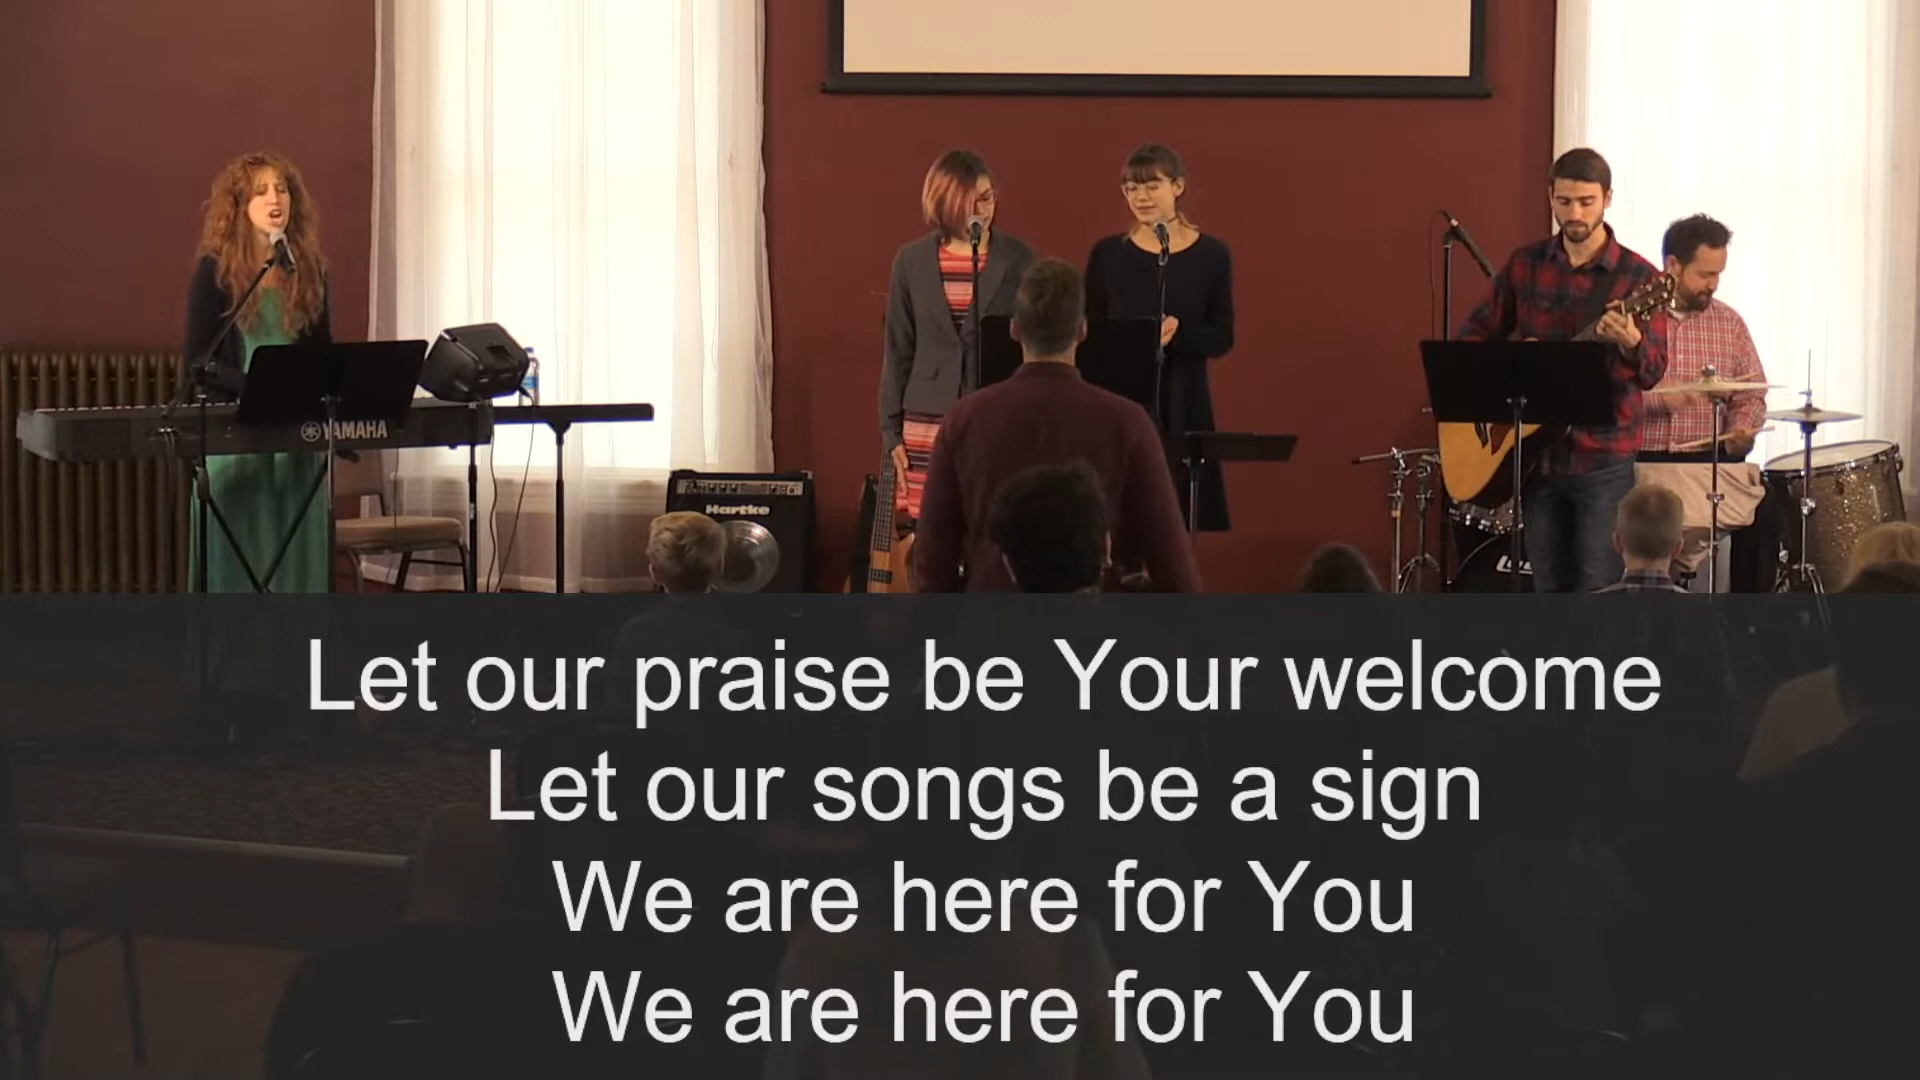 YAMAHA
Hartke
Let our praise be Your welcome
Let our songs be a sign
We are here for You
We are here for You